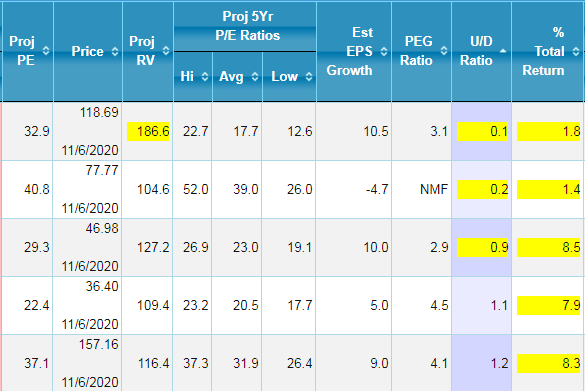 Proj PE Price Proj RV Proj 5Yr P/E Ratios Est EPS Growth PEG Ratio U/D Ratio % Total Return
Hi Avg Low
32.9 118.69 11/6/2020 186.6 22.7 17.7 12.6 10.5 3.1 0.1 1.8
40.8 77.77 11/6/2020 104.6 52.0 39.0 26.0 -4.7 NMF 0.2 1.4
29.3 46.98 11/6/2020 127.2 26.9 23.0 19.1 10.0 2.9 0.9 8.5
22.4 36.40 11/6/2020 109.4 23.2 20.5 17.7 5.0 4.5 1.1 7.9
37.1 157.16 11/6/2020 116.4 37.3 31.9 26.4 9.0 4.1 1.2 8.3